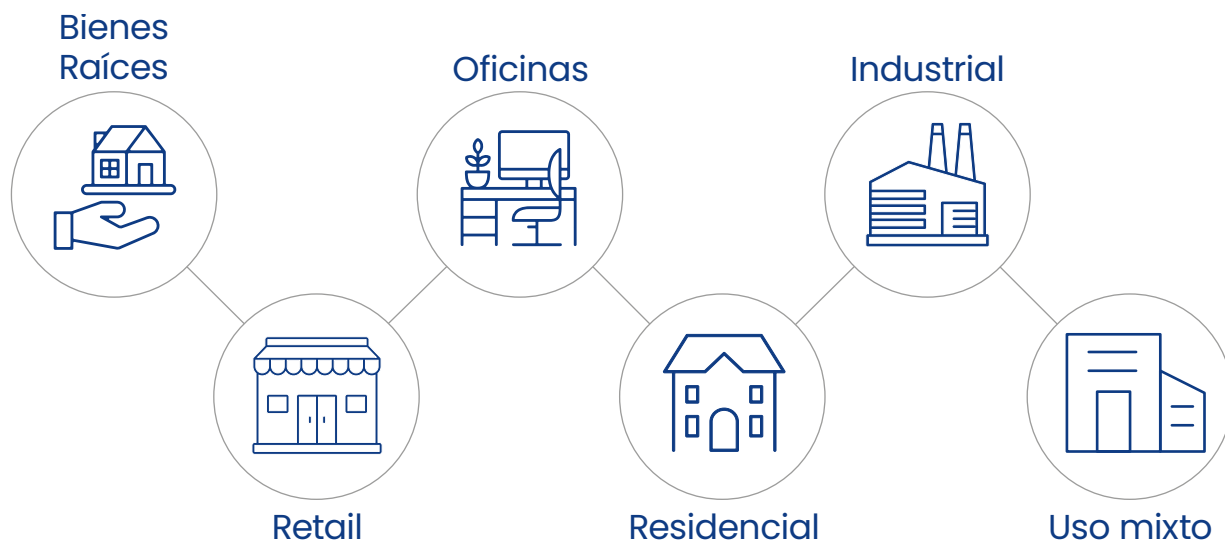 Bienes
Raíces
Oficinas
Industrial
Retail
Residencial
Uso mixto